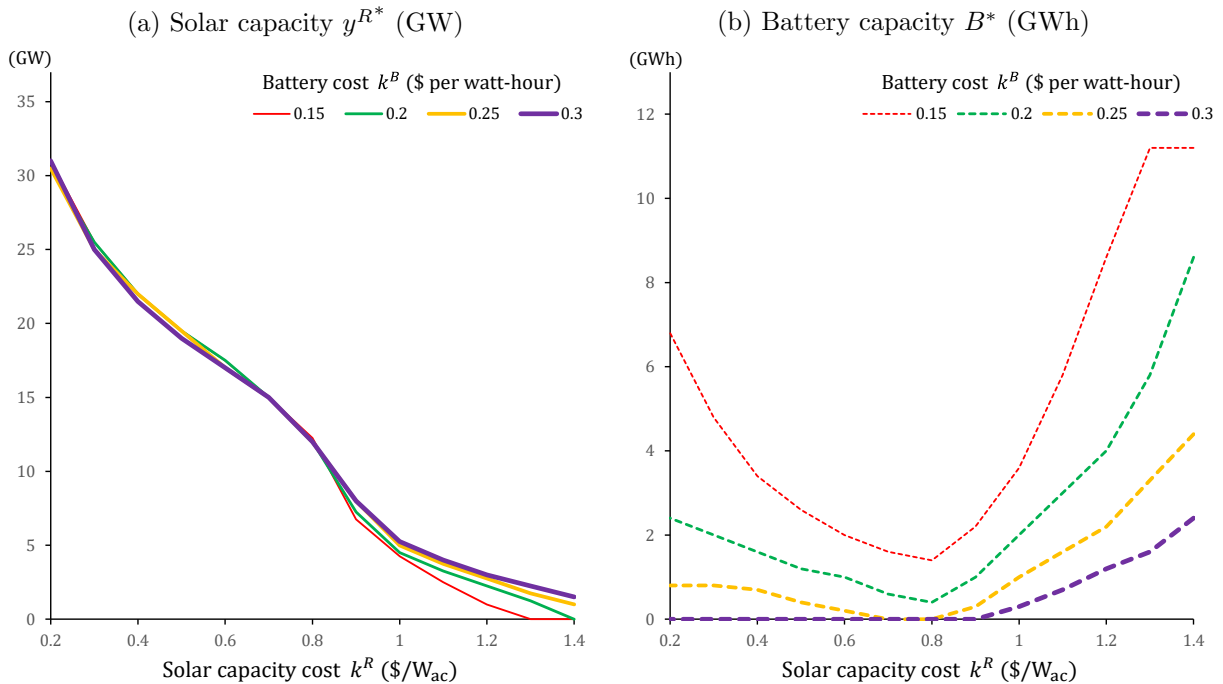 (a) Solar capacity y^{R*} (GW)
(GW)
Battery cost k^B ($ per watt-hour)
0.15 0.2 0.25 0.3
35
30
25
20
15
10
5
0
0.2 0.4 0.6 0.8 1 1.2 1.4
Solar capacity cost k^R ($/W_ac)
(b) Battery capacity B* (GWh)
(GWh)
Battery cost k^B ($ per watt-hour)
0.15 0.2 0.25 0.3
12
10
8
6
4
2
0
0.2 0.4 0.6 0.8 1 1.2 1.4
Solar capacity cost k^R ($/W_ac)